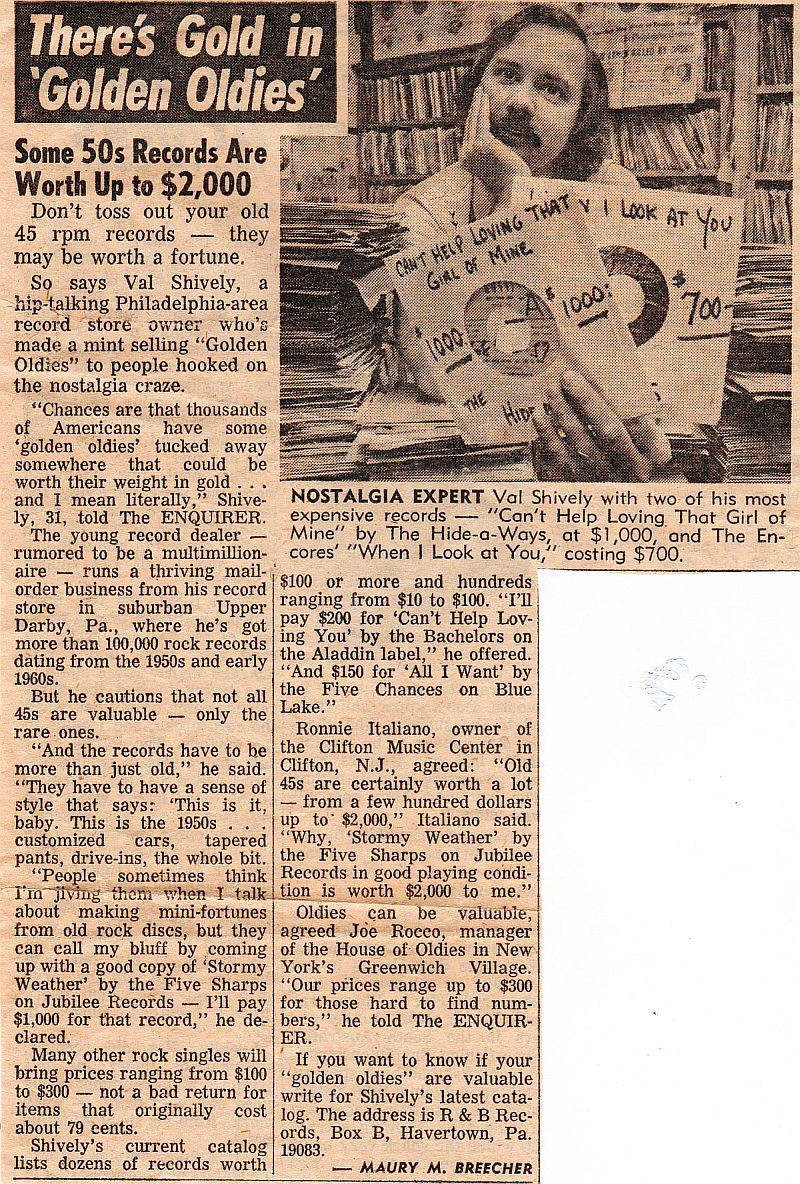 There's Gold in
'Golden Oldies'
Some 50s Records Are
Worth Up to $2,000
Don't toss out your old
45 rpm records — they
may be worth a fortune.
So says Val Shively, a
hip-talking Philadelphia-area
record store owner who's
made a mint selling "Golden
Oldies" to people hooked on
the nostalgia craze.
"Chances are that thousands
of Americans have some
'golden oldies' tucked away
somewhere that could be
worth their weight in gold . . .
and I mean literally," Shive-
ly, 31, told The ENQUIRER.
The young record dealer —
rumored to be a multimillion-
aire — runs a thriving mail-
order business from his record
store in suburban Upper
Darby, Pa., where he's got
more than 100,000 rock records
dating from the 1950s and early
1960s.
But he cautions that not all
45s are valuable — only the
rare ones.
"And the records have to be
more than just old," he said.
"They have to have a sense of
style that says: 'This is it,
baby. This is the 1950s . . .
customized cars, tapered
pants, drive-ins, the whole bit.
"People sometimes think
I'm jiving them when I talk
about making mini-fortunes
from old rock discs, but they
can call my bluff by coming
up with a good copy of 'Stormy
Weather' by the Five Sharps
on Jubilee Records — I'll pay
$1,000 for that record," he de-
clared.
Many other rock singles will
bring prices ranging from $100
to $300 — not a bad return for
items that originally cost
about 79 cents.
Shively's current catalog
lists dozens of records worth
CAN'T HELP LOVING THAT
GIRL OF MINE
$1000
$1000
THE HIDE
I LOOK AT YOU
$700-
NOSTALGIA EXPERT Val Shively with two of his most
expensive records — "Can't Help Loving That Girl of
Mine" by The Hide-a-Ways, at $1,000, and The En-
cores' "When I Look at You," costing $700.
$100 or more and hundreds
ranging from $10 to $100. "I'll
pay $200 for 'Can't Help Lov-
ing You' by the Bachelors on
the Aladdin label," he offered.
"And $150 for 'All I Want' by
the Five Chances on Blue
Lake."
Ronnie Italiano, owner of
the Clifton Music Center in
Clifton, N.J., agreed: "Old
45s are certainly worth a lot
— from a few hundred dollars
up to $2,000," Italiano said.
"Why, 'Stormy Weather' by
the Five Sharps on Jubilee
Records in good playing condi-
tion is worth $2,000 to me."
Oldies can be valuable,
agreed Joe Rocco, manager
of the House of Oldies in New
York's Greenwich Village.
"Our prices range up to $300
for those hard to find num-
bers," he told The ENQUIR-
ER.
If you want to know if your
"golden oldies" are valuable
write for Shively's latest cata-
log. The address is R & B Rec-
ords, Box B, Havertown, Pa.
19083.
— MAURY M. BREECHER